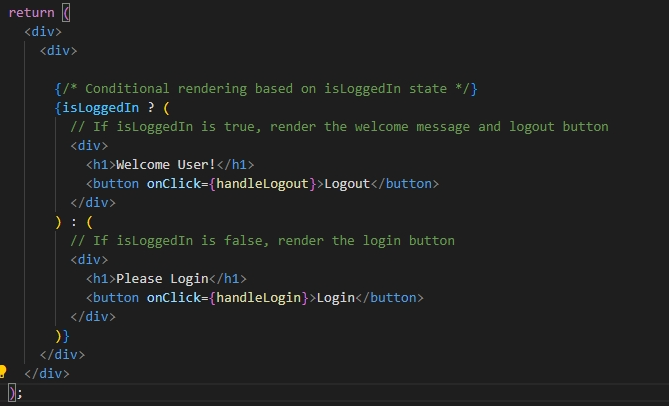 return (
<div>
<div>
{/* Conditional rendering based on isLoggedIn state */}
{isLoggedIn ? (
// If isLoggedIn is true, render the welcome message and logout button
<div>
<h1>Welcome User!</h1>
<button onClick={handleLogout}>Logout</button>
</div>
) : (
// If isLoggedIn is false, render the login button
<div>
<h1>Please Login</h1>
<button onClick={handleLogin}>Login</button>
</div>
)}
</div>
</div>
);